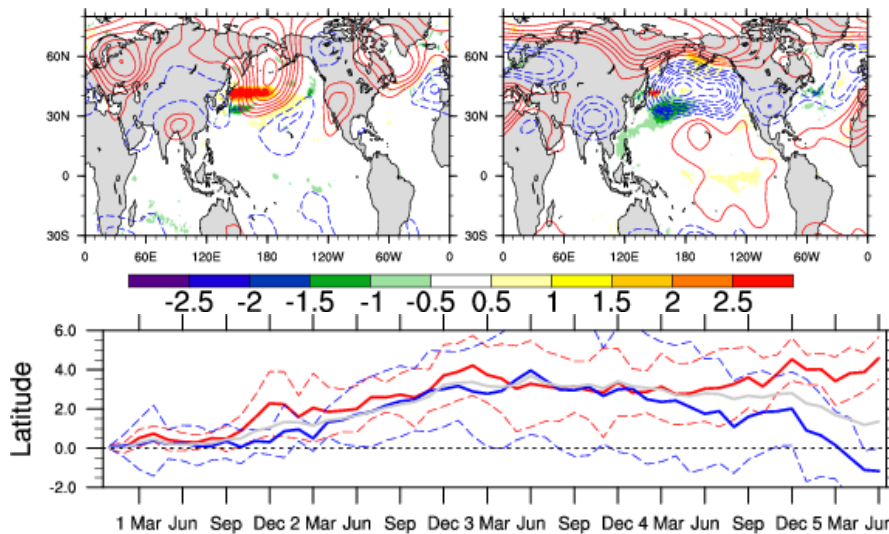 60N 60N
30N 30N
0 0
30S 30S
0 60E 120E 180 120W 0 0 60E 120E 180 120W 0
-2.5 -2 -1.5 -1 -0.5 0.5 1 1.5 2 2.5
6.0
4.0
2.0
0.0
-2.0
Latitude
1 Mar Jun Sep Dec 2 Mar Jun Sep Dec 3 Mar Jun Sep Dec 4 Mar Jun Sep Dec 5 Mar Jun